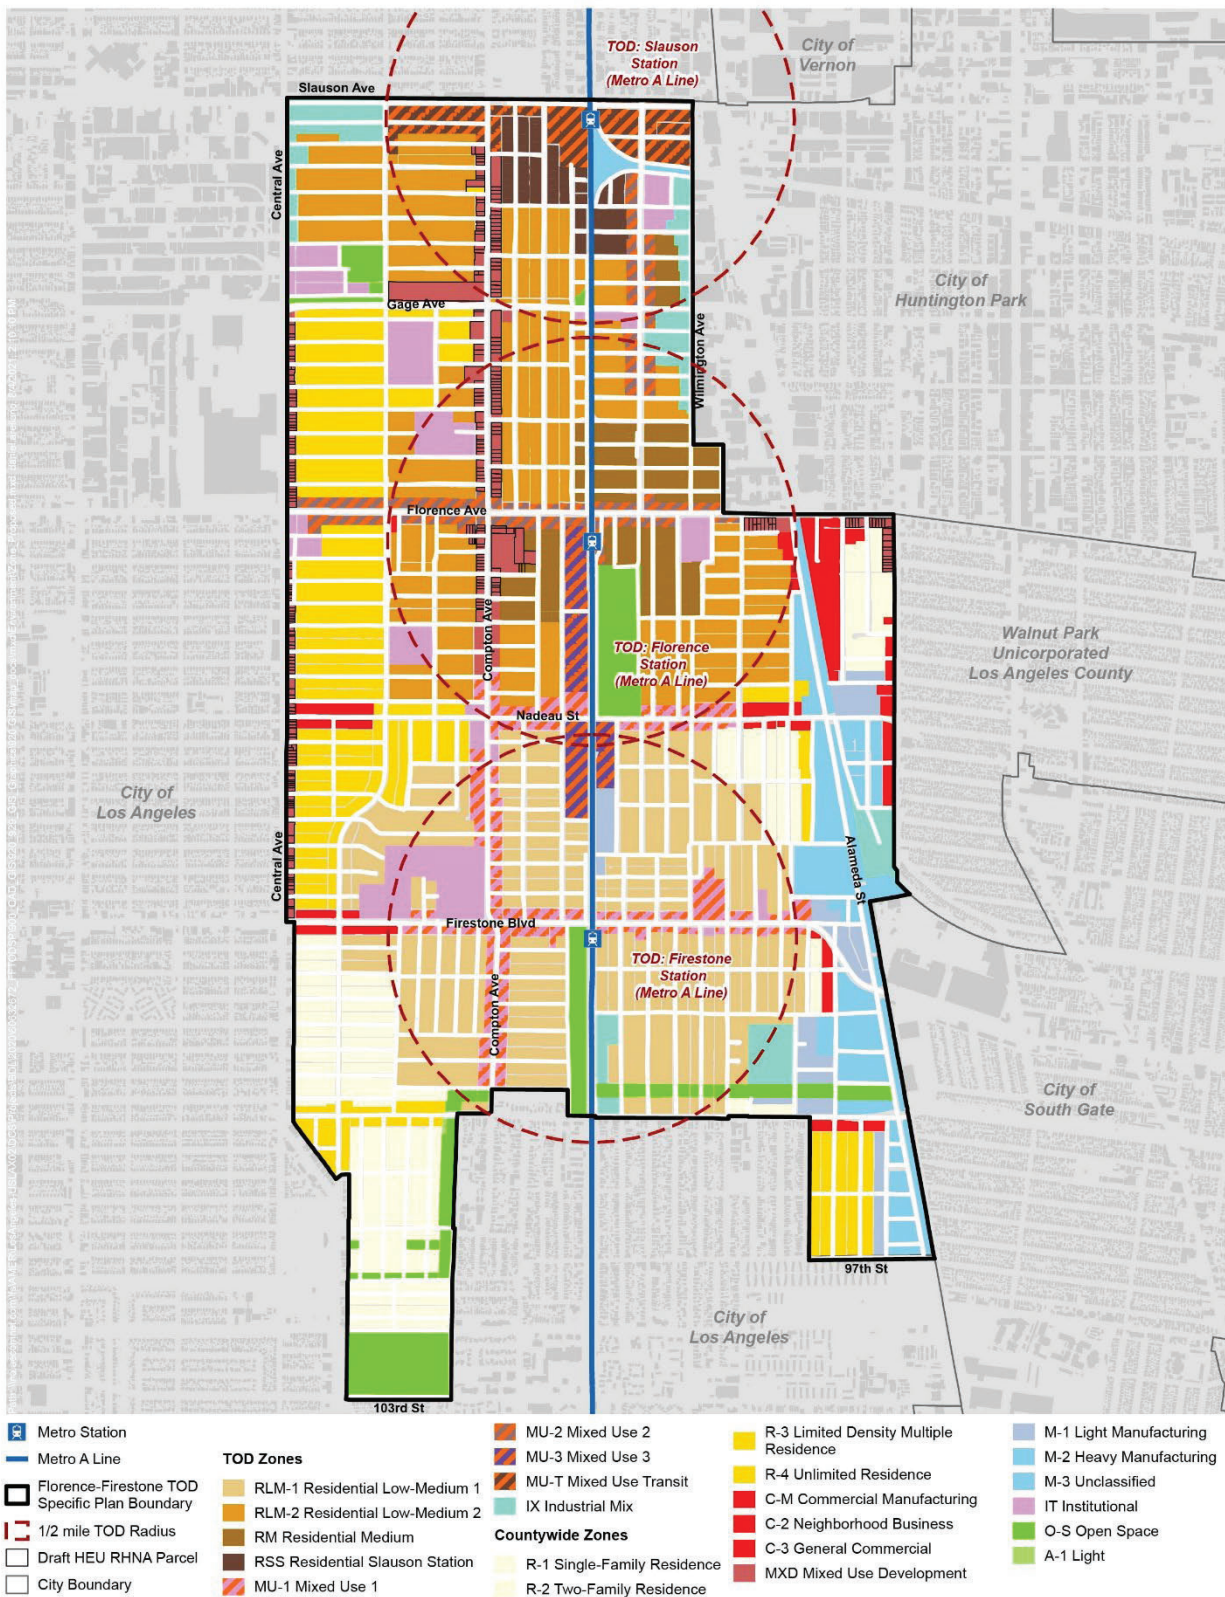 TOD: Slauson
Station
(Metro A Line)
City of
Vernon
Slauson Ave
Central Ave
City of
Huntington Park
Gage Ave
Wilmington Ave
Florence Ave
Compton Ave
TOD: Florence
Station
(Metro A Line)
Walnut Park
Unicorporated
Los Angeles County
Nadeau St
City of
Los Angeles
Central Ave
Alameda St
Firestone Blvd
TOD: Firestone
Station
(Metro A Line)
Compton Ave
City of
South Gate
97th St
City of
Los Angeles
103rd St
Metro Station
Metro A Line
Florence-Firestone TOD
Specific Plan Boundary
1/2 mile TOD Radius
Draft HEU RHNA Parcel
City Boundary
TOD Zones
RLM-1 Residential Low-Medium 1
RLM-2 Residential Low-Medium 2
RM Residential Medium
RSS Residential Slauson Station
MU-1 Mixed Use 1
MU-2 Mixed Use 2
MU-3 Mixed Use 3
MU-T Mixed Use Transit
IX Industrial Mix
Countywide Zones
R-1 Single-Family Residence
R-2 Two-Family Residence
R-3 Limited Density Multiple
Residence
R-4 Unlimited Residence
C-M Commercial Manufacturing
C-2 Neighborhood Business
C-3 General Commercial
MXD Mixed Use Development
M-1 Light Manufacturing
M-2 Heavy Manufacturing
M-3 Unclassified
IT Institutional
O-S Open Space
A-1 Light